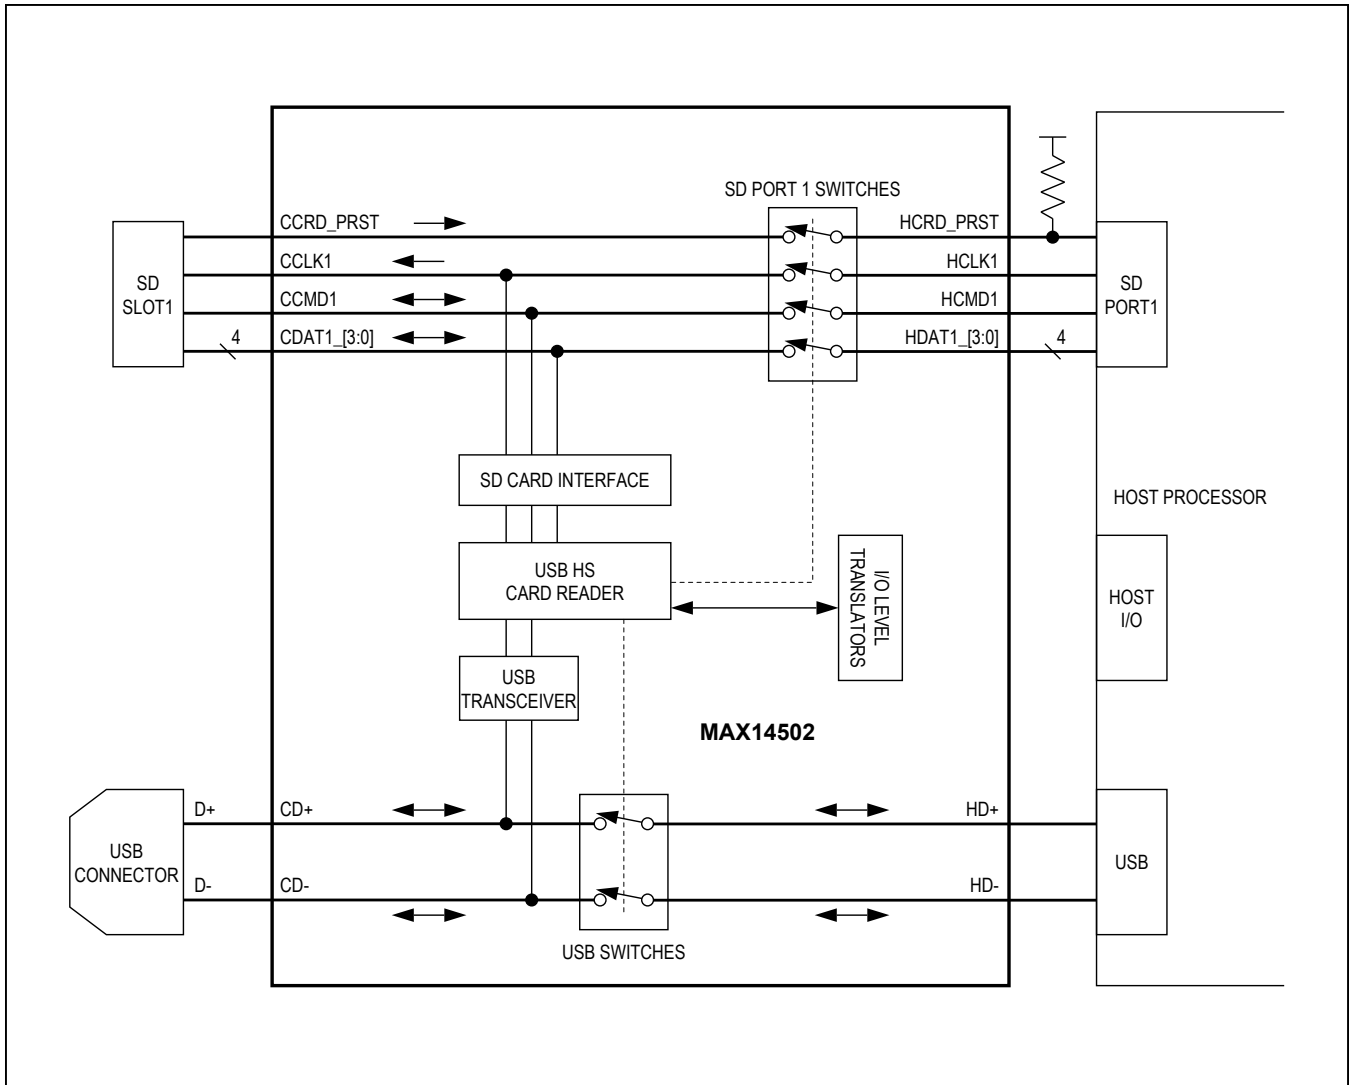 SD PORT 1 SWITCHES
CCRD_PRST
HCRD_PRST
CCLK1
HCLK1
SD
SLOT1
CCMD1
HCMD1
SD
PORT1
4
CDAT1_[3:0]
HDAT1_[3:0]
4
SD CARD INTERFACE
HOST PROCESSOR
USB HS
CARD READER
I/O LEVEL
TRANSLATORS
HOST
I/O
USB
TRANSCEIVER
MAX14502
D+
CD+
HD+
USB
CONNECTOR
USB
D-
CD-
HD-
USB SWITCHES